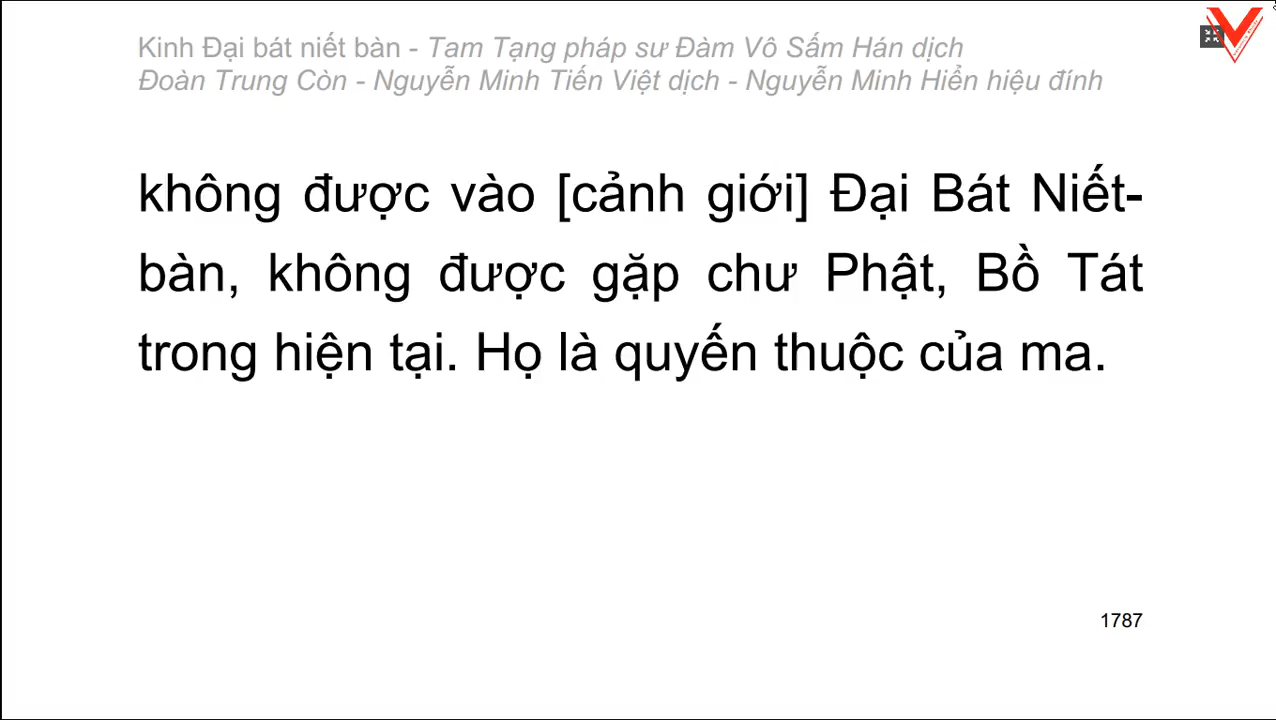 Kinh Đại bát niết bàn - Tam Tạng pháp sư Đàm Vô Sấm Hán dịch
Đoàn Trung Còn - Nguyễn Minh Tiến Việt dịch - Nguyễn Minh Hiển hiệu đính
không được vào [cảnh giới] Đại Bát Niết-
bàn, không được gặp chư Phật, Bồ Tát
trong hiện tại. Họ là quyến thuộc của ma.
1787